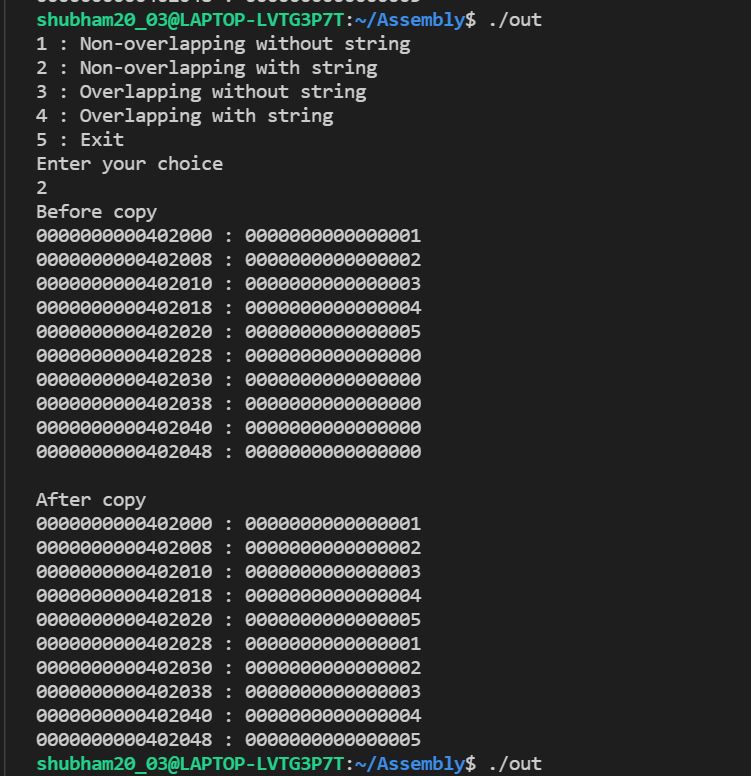 shubham20_03@LAPTOP-LVTG3P7T:~/Assembly$ ./out
1 : Non-overlapping without string
2 : Non-overlapping with string
3 : Overlapping without string
4 : Overlapping with string
5 : Exit
Enter your choice
2
Before copy
0000000000402000 : 0000000000000001
0000000000402008 : 0000000000000002
0000000000402010 : 0000000000000003
0000000000402018 : 0000000000000004
0000000000402020 : 0000000000000005
0000000000402028 : 0000000000000000
0000000000402030 : 0000000000000000
0000000000402038 : 0000000000000000
0000000000402040 : 0000000000000000
0000000000402048 : 0000000000000000
After copy
0000000000402000 : 0000000000000001
0000000000402008 : 0000000000000002
0000000000402010 : 0000000000000003
0000000000402018 : 0000000000000004
0000000000402020 : 0000000000000005
0000000000402028 : 0000000000000001
0000000000402030 : 0000000000000002
0000000000402038 : 0000000000000003
0000000000402040 : 0000000000000004
0000000000402048 : 0000000000000005
shubham20_03@LAPTOP-LVTG3P7T:~/Assembly$ ./out